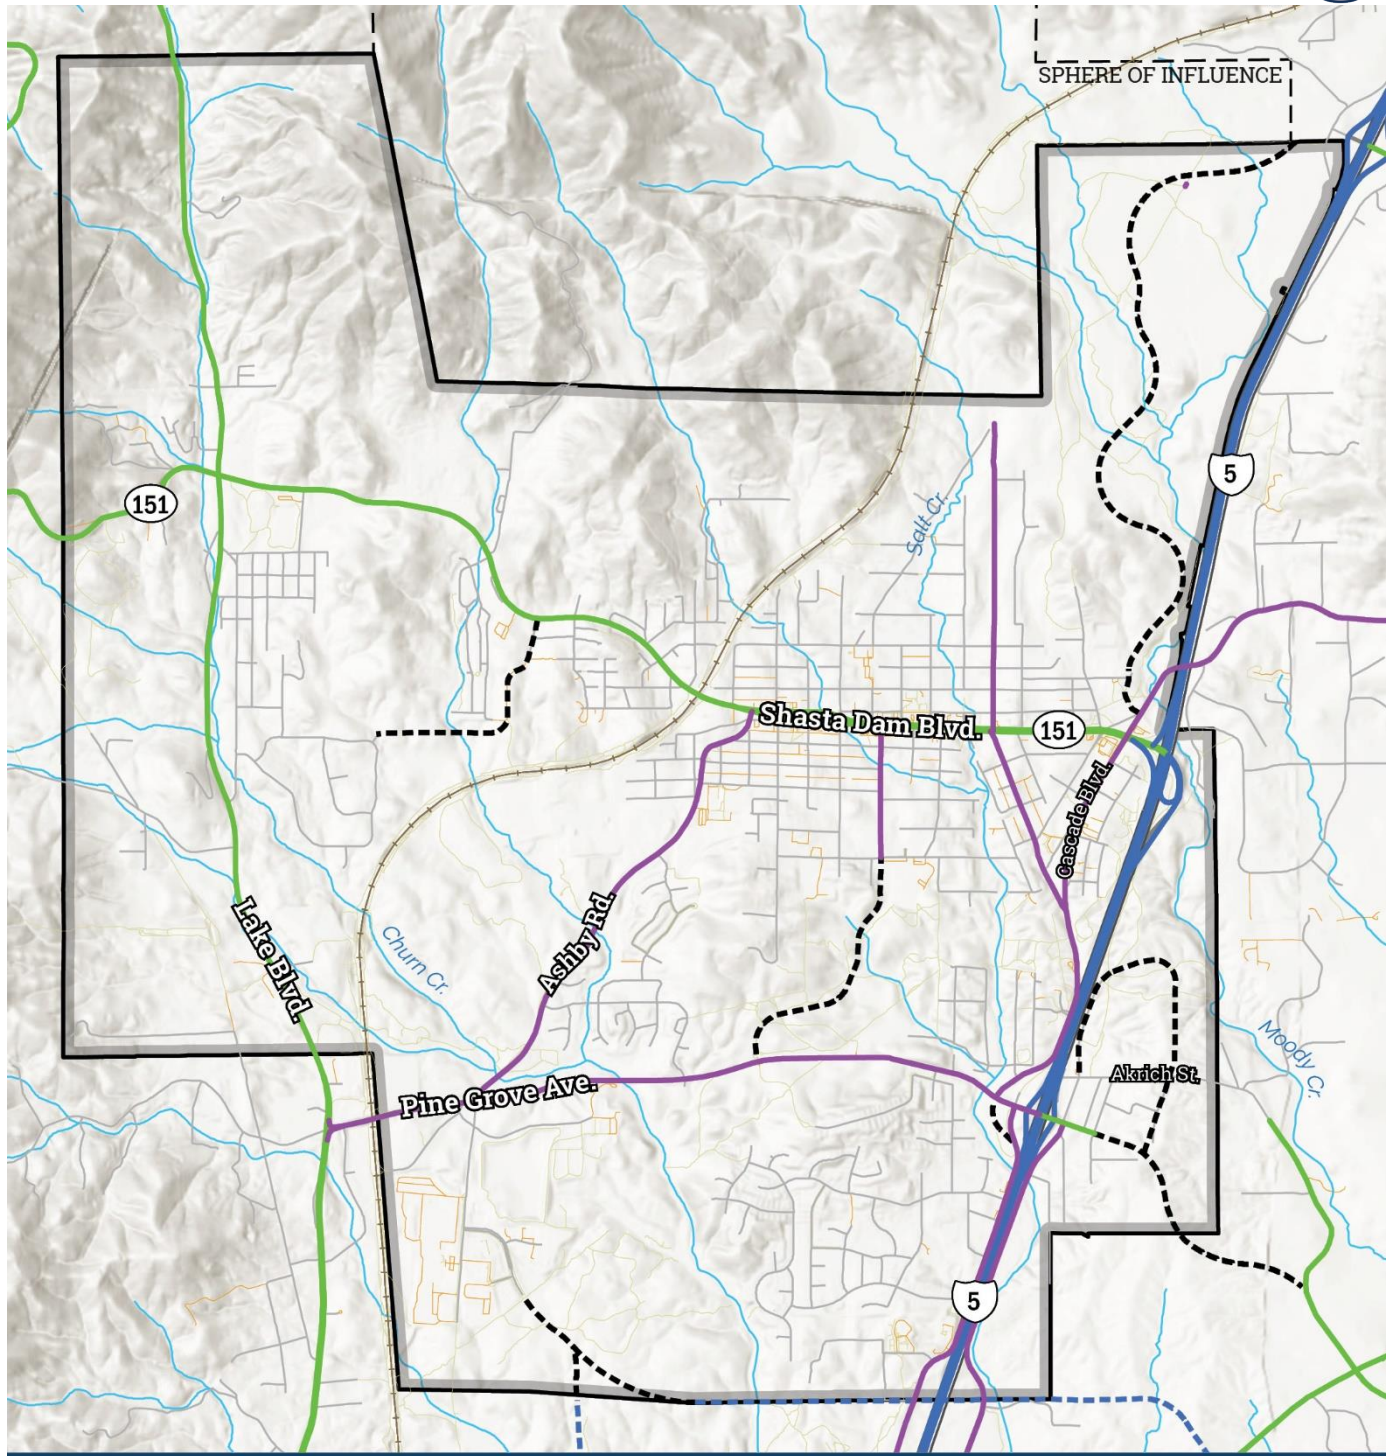 SPHERE OF INFLUENCE
5
151
Salt Cr.
Shasta Dam Blvd.
151
Cascade Blvd.
Lake Blvd.
Ashby Rd.
Churn Cr.
Moody Cr.
Akrich St.
Pine Grove Ave.
5